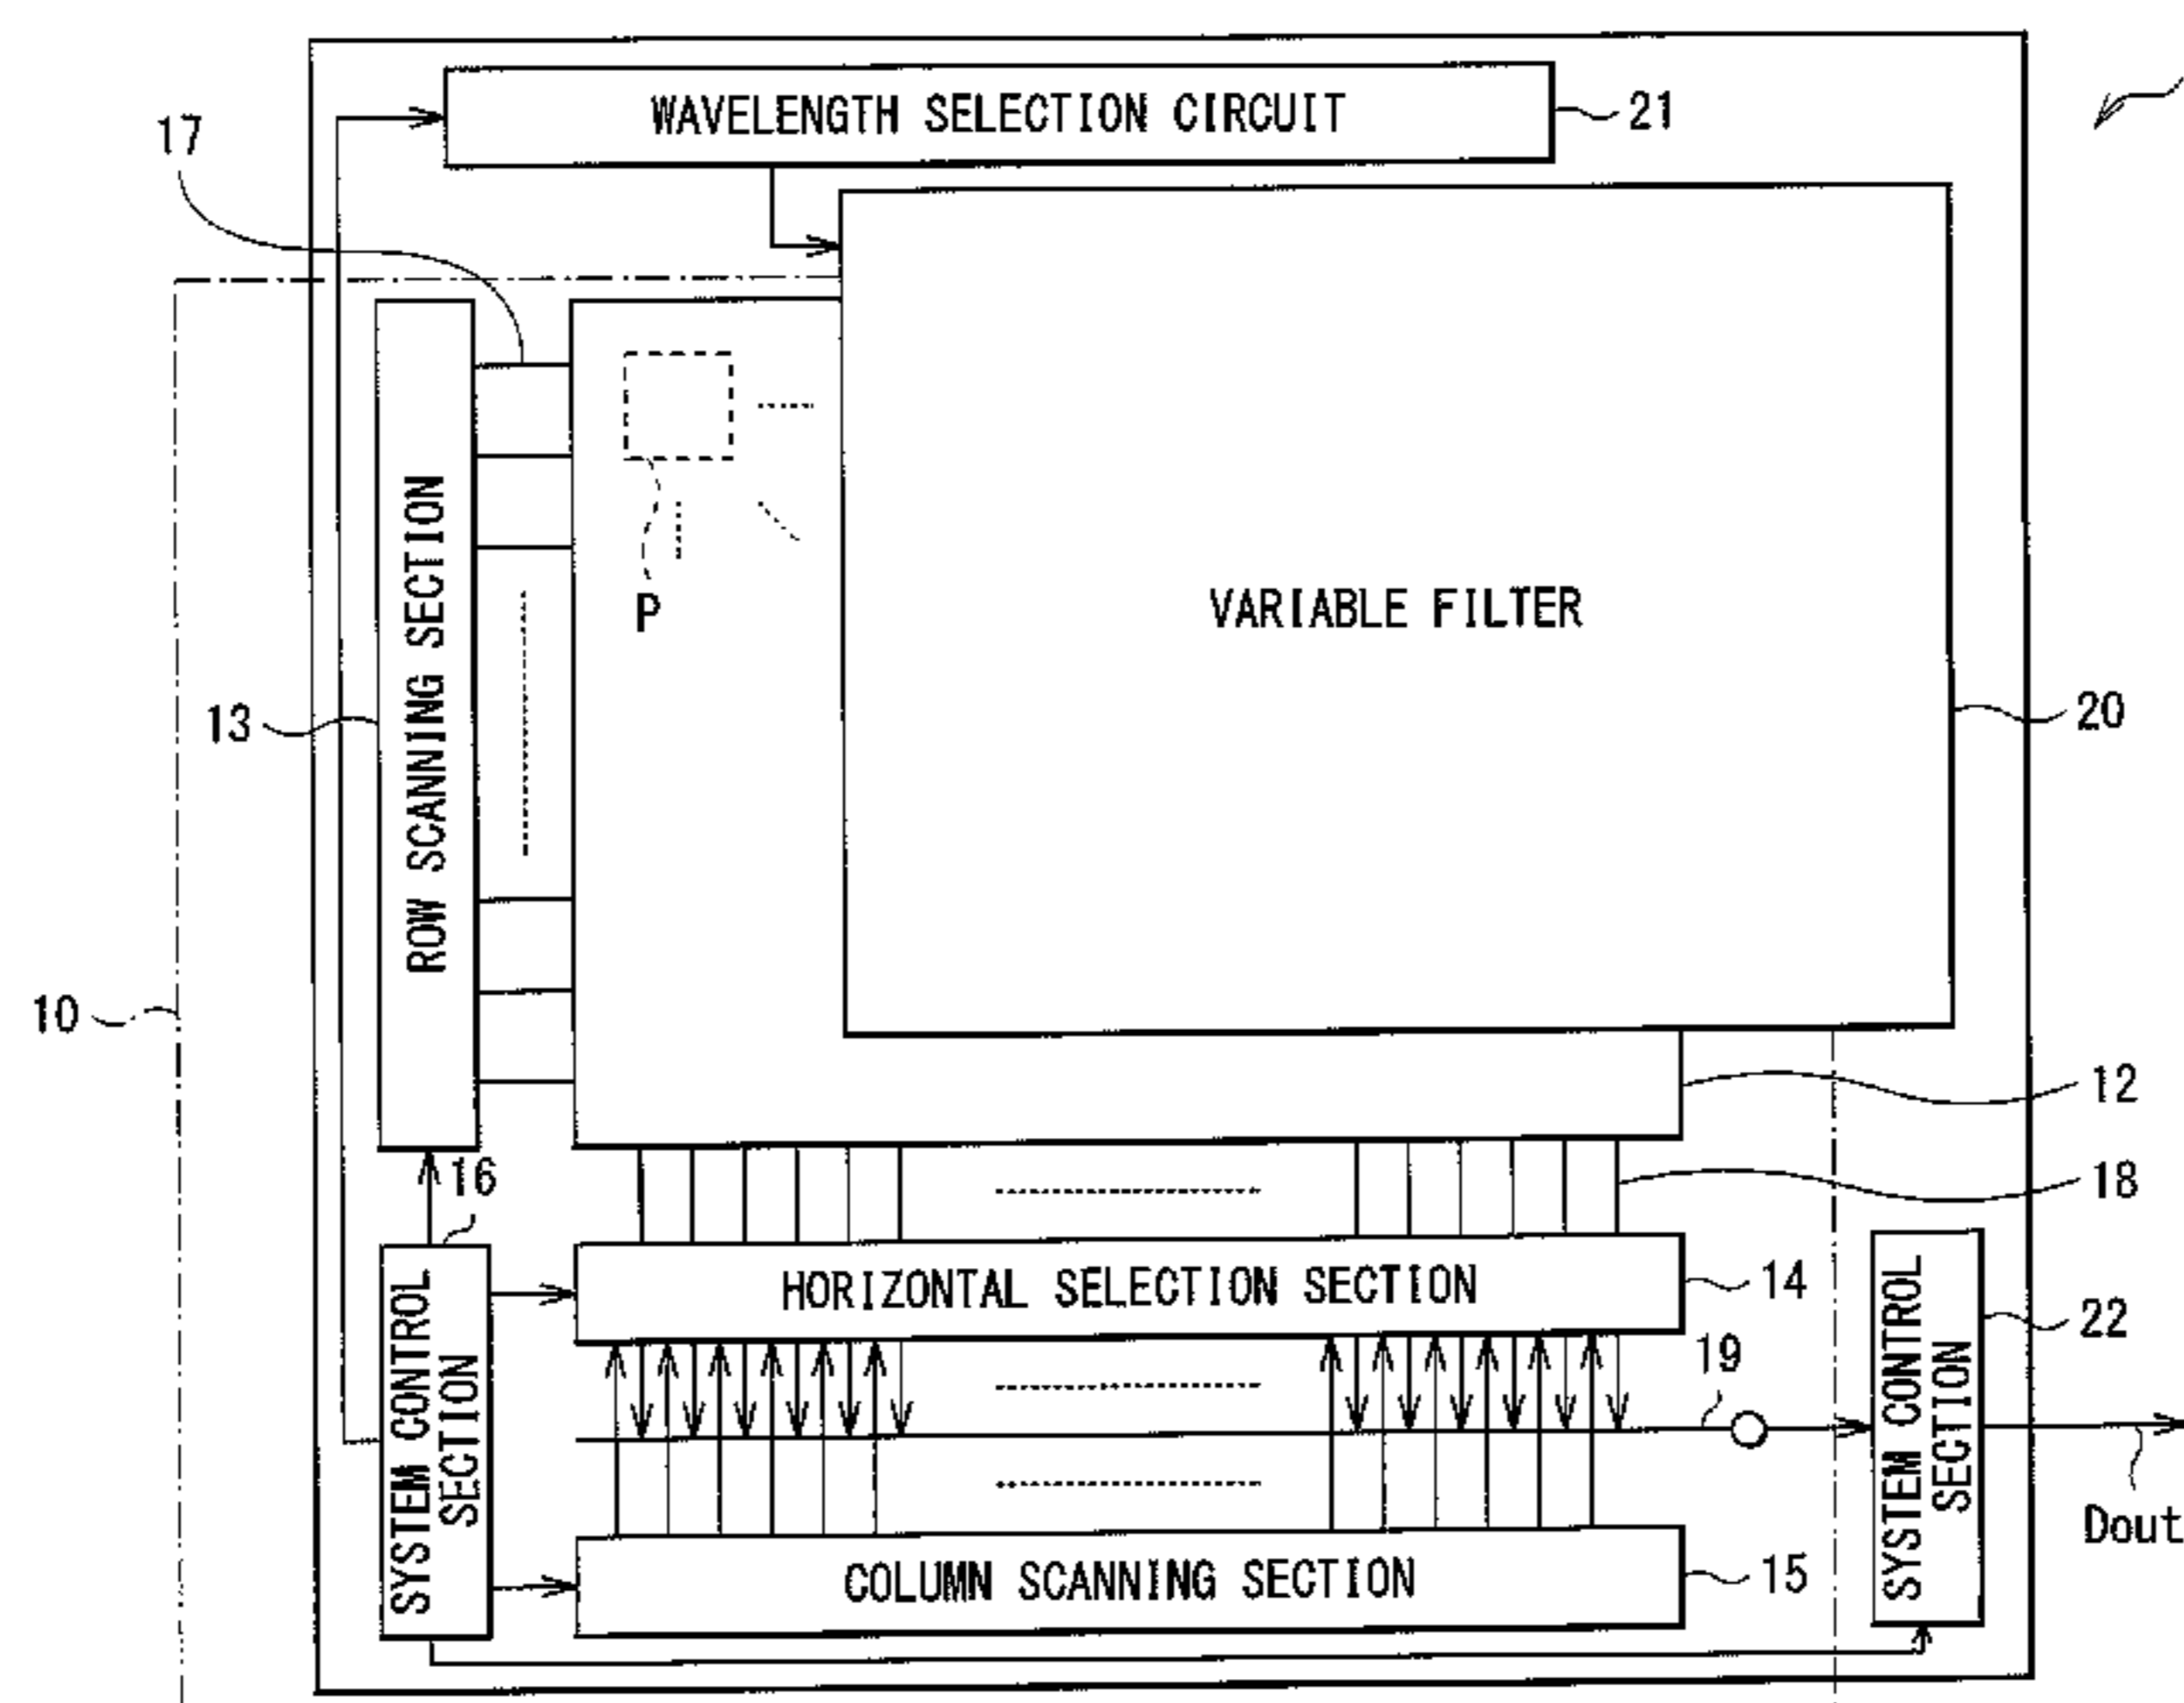 WAVELENGTH SELECTION CIRCUIT
21
17
VARIABLE FILTER
P
ROW SCANNING SECTION
13
20
10
12
16
18
HORIZONTAL SELECTION SECTION
14
SYSTEM CONTROL
SECTION
19
SYSTEM CONTROL
SECTION
22
Dout
COLUMN SCANNING SECTION
15